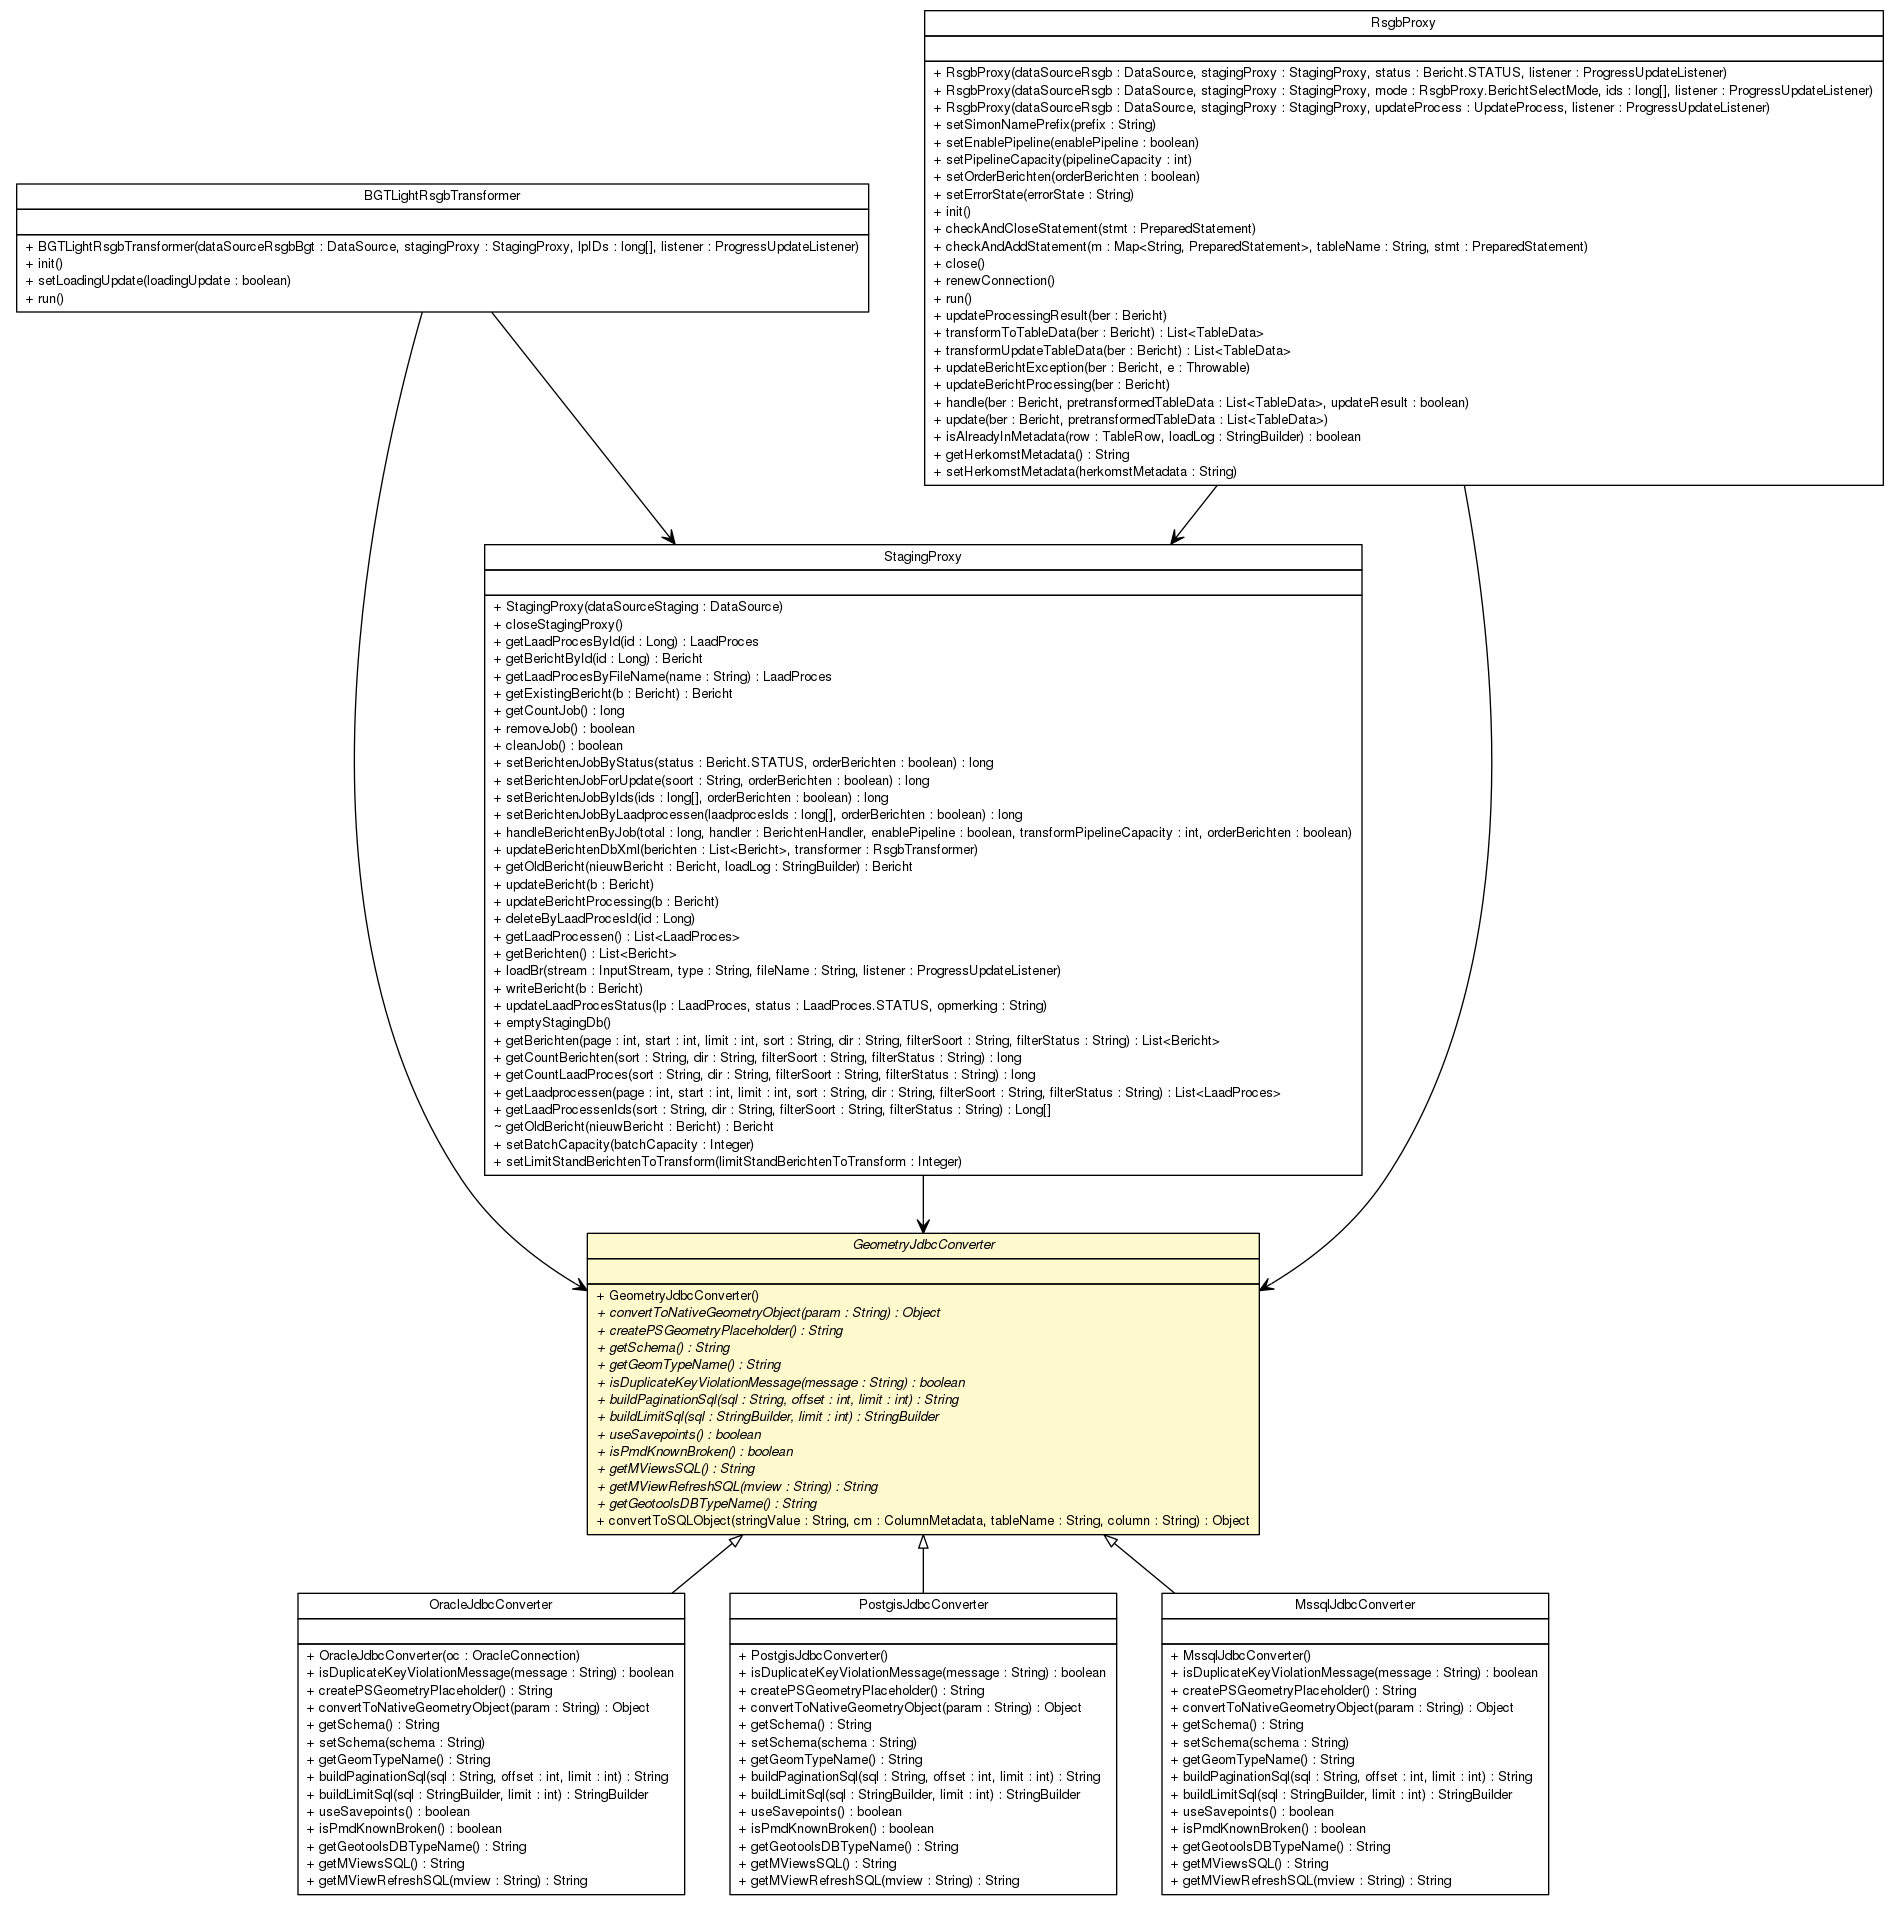 RsgbProxy
+ RsgbProxy(dataSourceRsgb : DataSource, stagingProxy : StagingProxy, status : Bericht.STATUS, listener : ProgressUpdateListener)
+ RsgbProxy(dataSourceRsgb : DataSource, stagingProxy : StagingProxy, mode : RsgbProxy.BerichtSelectMode, ids : long[], listener : ProgressUpdateListener)
+ RsgbProxy(dataSourceRsgb : DataSource, stagingProxy : StagingProxy, updateProcess : UpdateProcess, listener : ProgressUpdateListener)
+ setSimonNamePrefix(prefix : String)
+ setEnablePipeline(enablePipeline : boolean)
+ setPipelineCapacity(pipelineCapacity : int)
+ setOrderBerichten(orderBerichten : boolean)
+ setErrorState(errorState : String)
+ init()
+ checkAndCloseStatement(stmt : PreparedStatement)
+ checkAndAddStatement(m : Map<String, PreparedStatement>, tableName : String, stmt : PreparedStatement)
+ close()
+ renewConnection()
+ run()
+ updateProcessingResult(ber : Bericht)
+ transformToTableData(ber : Bericht) : List<TableData>
+ transformUpdateTableData(ber : Bericht) : List<TableData>
+ updateBerichtException(ber : Bericht, e : Throwable)
+ updateBerichtProcessing(ber : Bericht)
+ handle(ber : Bericht, pretransformedTableData : List<TableData>, updateResult : boolean)
+ update(ber : Bericht, pretransformedTableData : List<TableData>)
+ isAlreadyInMetadata(row : TableRow, loadLog : StringBuilder) : boolean
+ getHerkomstMetadata() : String
+ setHerkomstMetadata(herkomstMetadata : String)
BGTLightRsgbTransformer
+ BGTLightRsgbTransformer(dataSourceRsgbBgt : DataSource, stagingProxy : StagingProxy, lpIDs : long[], listener : ProgressUpdateListener)
+ init()
+ setLoadingUpdate(loadingUpdate : boolean)
+ run()
StagingProxy
+ StagingProxy(dataSourceStaging : DataSource)
+ closeStagingProxy()
+ getLaadProcesById(id : Long) : LaadProces
+ getBerichtById(id : Long) : Bericht
+ getLaadProcesByFileName(name : String) : LaadProces
+ getExistingBericht(b : Bericht) : Bericht
+ getCountJob() : long
+ removeJob() : boolean
+ cleanJob() : boolean
+ setBerichtenJobByStatus(status : Bericht.STATUS, orderBerichten : boolean) : long
+ setBerichtenJobForUpdate(soort : String, orderBerichten : boolean) : long
+ setBerichtenJobByIds(ids : long[], orderBerichten : boolean) : long
+ setBerichtenJobByLaadprocessen(laadprocesIds : long[], orderBerichten : boolean) : long
+ handleBerichtenByJob(total : long, handler : BerichtenHandler, enablePipeline : boolean, transformPipelineCapacity : int, orderBerichten : boolean)
+ updateBerichtenDbXml(berichten : List<Bericht>, transformer : RsgbTransformer)
+ getOldBericht(nieuwBericht : Bericht, loadLog : StringBuilder) : Bericht
+ updateBericht(b : Bericht)
+ updateBerichtProcessing(b : Bericht)
+ deleteByLaadProcesId(id : Long)
+ getLaadProcessen() : List<LaadProces>
+ getBerichten() : List<Bericht>
+ loadBr(stream : InputStream, type : String, fileName : String, listener : ProgressUpdateListener)
+ writeBericht(b : Bericht)
+ updateLaadProcesStatus(lp : LaadProces, status : LaadProces.STATUS, opmerking : String)
+ emptyStagingDb()
+ getBerichten(page : int, start : int, limit : int, sort : String, dir : String, filterSoort : String, filterStatus : String) : List<Bericht>
+ getCountBerichten(sort : String, dir : String, filterSoort : String, filterStatus : String) : long
+ getCountLaadProces(sort : String, dir : String, filterSoort : String, filterStatus : String) : long
+ getLaadprocessen(page : int, start : int, limit : int, sort : String, dir : String, filterSoort : String, filterStatus : String) : List<LaadProces>
+ getLaadProcessenIds(sort : String, dir : String, filterSoort : String, filterStatus : String) : Long[]
~ getOldBericht(nieuwBericht : Bericht) : Bericht
+ setBatchCapacity(batchCapacity : Integer)
+ setLimitStandBerichtenToTransform(limitStandBerichtenToTransform : Integer)
GeometryJdbcConverter
+ GeometryJdbcConverter()
+ convertToNativeGeometryObject(param : String) : Object
+ createPSGeometryPlaceholder() : String
+ getSchema() : String
+ getGeomTypeName() : String
+ isDuplicateKeyViolationMessage(message : String) : boolean
+ buildPaginationSql(sql : String, offset : int, limit : int) : String
+ buildLimitSql(sql : StringBuilder, limit : int) : StringBuilder
+ useSavepoints() : boolean
+ isPmdKnownBroken() : boolean
+ getMViewsSQL() : String
+ getMViewRefreshSQL(mview : String) : String
+ getGeotoolsDBTypeName() : String
+ convertToSQLObject(stringValue : String, cm : ColumnMetadata, tableName : String, column : String) : Object
OracleJdbcConverter
+ OracleJdbcConverter(oc : OracleConnection)
+ isDuplicateKeyViolationMessage(message : String) : boolean
+ createPSGeometryPlaceholder() : String
+ convertToNativeGeometryObject(param : String) : Object
+ getSchema() : String
+ setSchema(schema : String)
+ getGeomTypeName() : String
+ buildPaginationSql(sql : String, offset : int, limit : int) : String
+ buildLimitSql(sql : StringBuilder, limit : int) : StringBuilder
+ useSavepoints() : boolean
+ isPmdKnownBroken() : boolean
+ getGeotoolsDBTypeName() : String
+ getMViewsSQL() : String
+ getMViewRefreshSQL(mview : String) : String
PostgisJdbcConverter
+ PostgisJdbcConverter()
+ isDuplicateKeyViolationMessage(message : String) : boolean
+ createPSGeometryPlaceholder() : String
+ convertToNativeGeometryObject(param : String) : Object
+ getSchema() : String
+ setSchema(schema : String)
+ getGeomTypeName() : String
+ buildPaginationSql(sql : String, offset : int, limit : int) : String
+ buildLimitSql(sql : StringBuilder, limit : int) : StringBuilder
+ useSavepoints() : boolean
+ isPmdKnownBroken() : boolean
+ getGeotoolsDBTypeName() : String
+ getMViewsSQL() : String
+ getMViewRefreshSQL(mview : String) : String
MssqlJdbcConverter
+ MssqlJdbcConverter()
+ isDuplicateKeyViolationMessage(message : String) : boolean
+ createPSGeometryPlaceholder() : String
+ convertToNativeGeometryObject(param : String) : Object
+ getSchema() : String
+ setSchema(schema : String)
+ getGeomTypeName() : String
+ buildPaginationSql(sql : String, offset : int, limit : int) : String
+ buildLimitSql(sql : StringBuilder, limit : int) : StringBuilder
+ useSavepoints() : boolean
+ isPmdKnownBroken() : boolean
+ getGeotoolsDBTypeName() : String
+ getMViewsSQL() : String
+ getMViewRefreshSQL(mview : String) : String